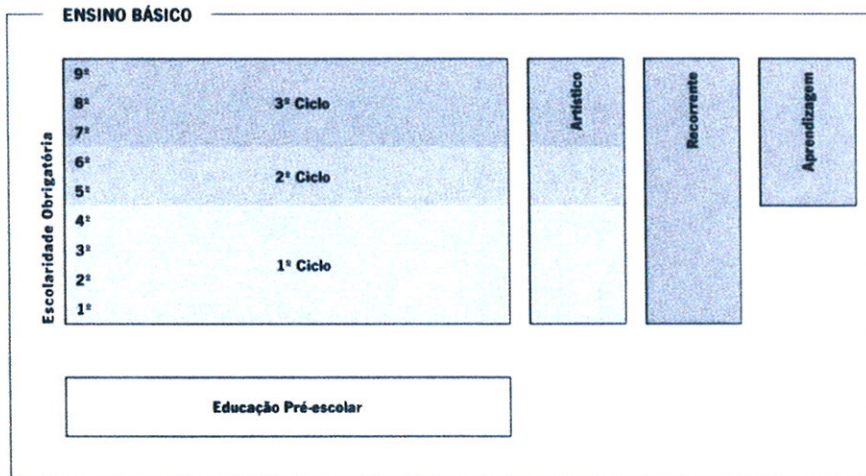 ENSINO BÁSICO
Escolaridade Obrigatória
9º
8º
7º
6º
5º
4º
3º
2º
1º
3º Ciclo
2º Ciclo
1º Ciclo
Artístico
Recorrente
Aprendizagem
Educação Pré-escolar